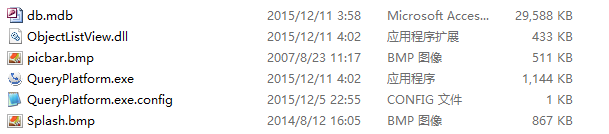 db.mdb 2015/12/11 3:58 Microsoft Acces... 29,588 KB
ObjectListView.dll 2015/12/11 4:02 应用程序扩展 433 KB
picbar.bmp 2007/8/23 11:17 BMP 图像 511 KB
QueryPlatform.exe 2015/12/11 4:02 应用程序 1,144 KB
QueryPlatform.exe.config 2015/12/5 22:55 CONFIG 文件 1 KB
Splash.bmp 2014/8/12 16:05 BMP 图像 867 KB